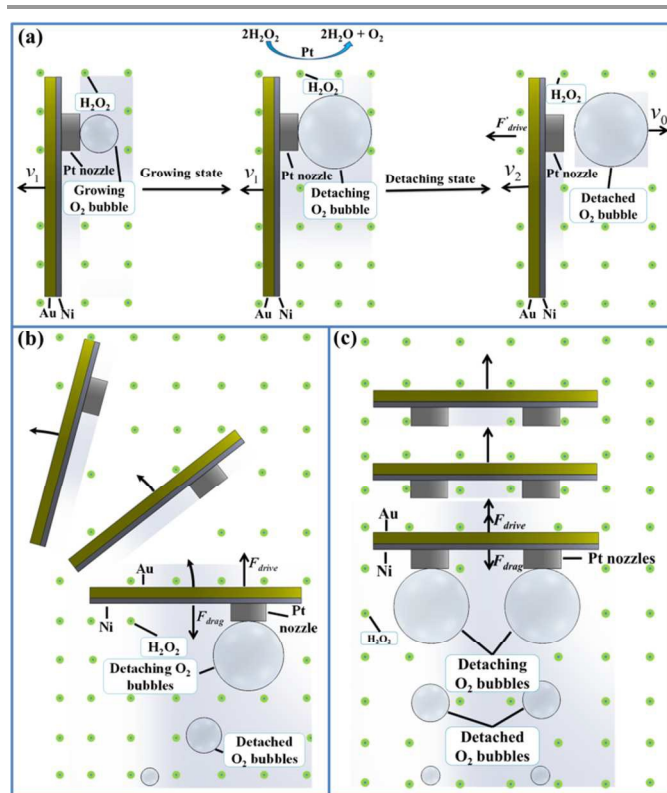 (a)
2H2O2
2H2O + O2
Pt
H2O2
Pt nozzle
v1
Growing
O2 bubble
Growing state
Au
Ni
H2O2
v1
Pt nozzle
Detaching
O2 bubble
Detaching state
Au
Ni
H2O2
F'drive
v0
v2
Pt nozzle
Detached
O2 bubble
Au
Ni
(b)
Au
Fdrive
Ni
Fdrag
Pt
nozzle
H2O2
Detaching O2
bubbles
Detached
O2 bubbles
(c)
Au
Fdrive
Ni
Fdrag
Pt nozzles
H2O2
Detaching
O2 bubbles
Detached
O2 bubbles